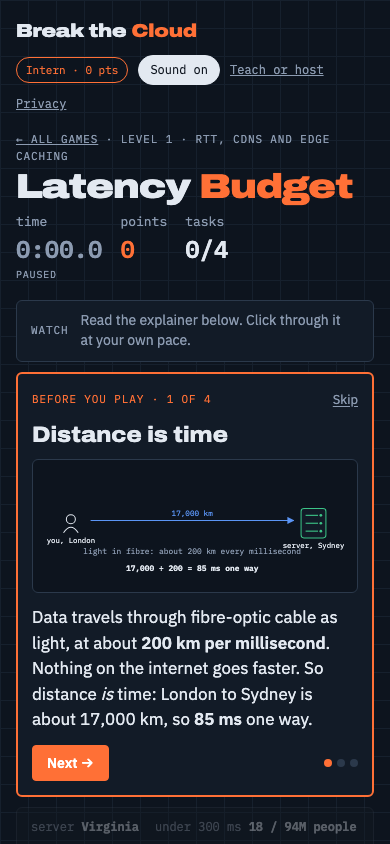 Break the Cloud
Intern · 0 pts
Sound on
Teach or host
Privacy
← ALL GAMES · LEVEL 1 · RTT, CDNS AND EDGE
CACHING
Latency Budget
time
points
tasks
0:00.0
0
0/4
PAUSED
WATCH
Read the explainer below. Click through it
at your own pace.
BEFORE YOU PLAY · 1 OF 4
Skip
Distance is time
17,000 km
you, London
server, Sydney
light in fibre: about 200 km every millisecond
17,000 ÷ 200 = 85 ms one way
Data travels through fibre-optic cable as
light, at about 200 km per millisecond.
Nothing on the internet goes faster. So
distance is time: London to Sydney is
about 17,000 km, so 85 ms one way.
Next →
server Virginia under 300 ms 18 / 94M people